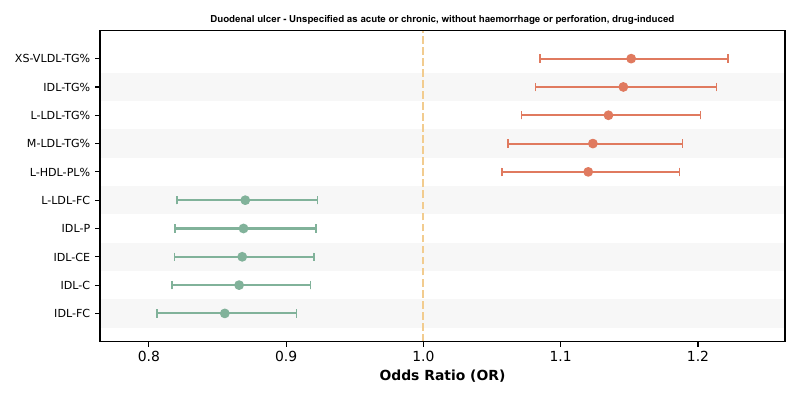 Duodenal ulcer - Unspecified as acute or chronic, without haemorrhage or perforation, drug-induced
XS-VLDL-TG%
IDL-TG%
L-LDL-TG%
M-LDL-TG%
L-HDL-PL%
L-LDL-FC
IDL-P
IDL-CE
IDL-C
IDL-FC
0.8 0.9 1.0 1.1 1.2
Odds Ratio (OR)